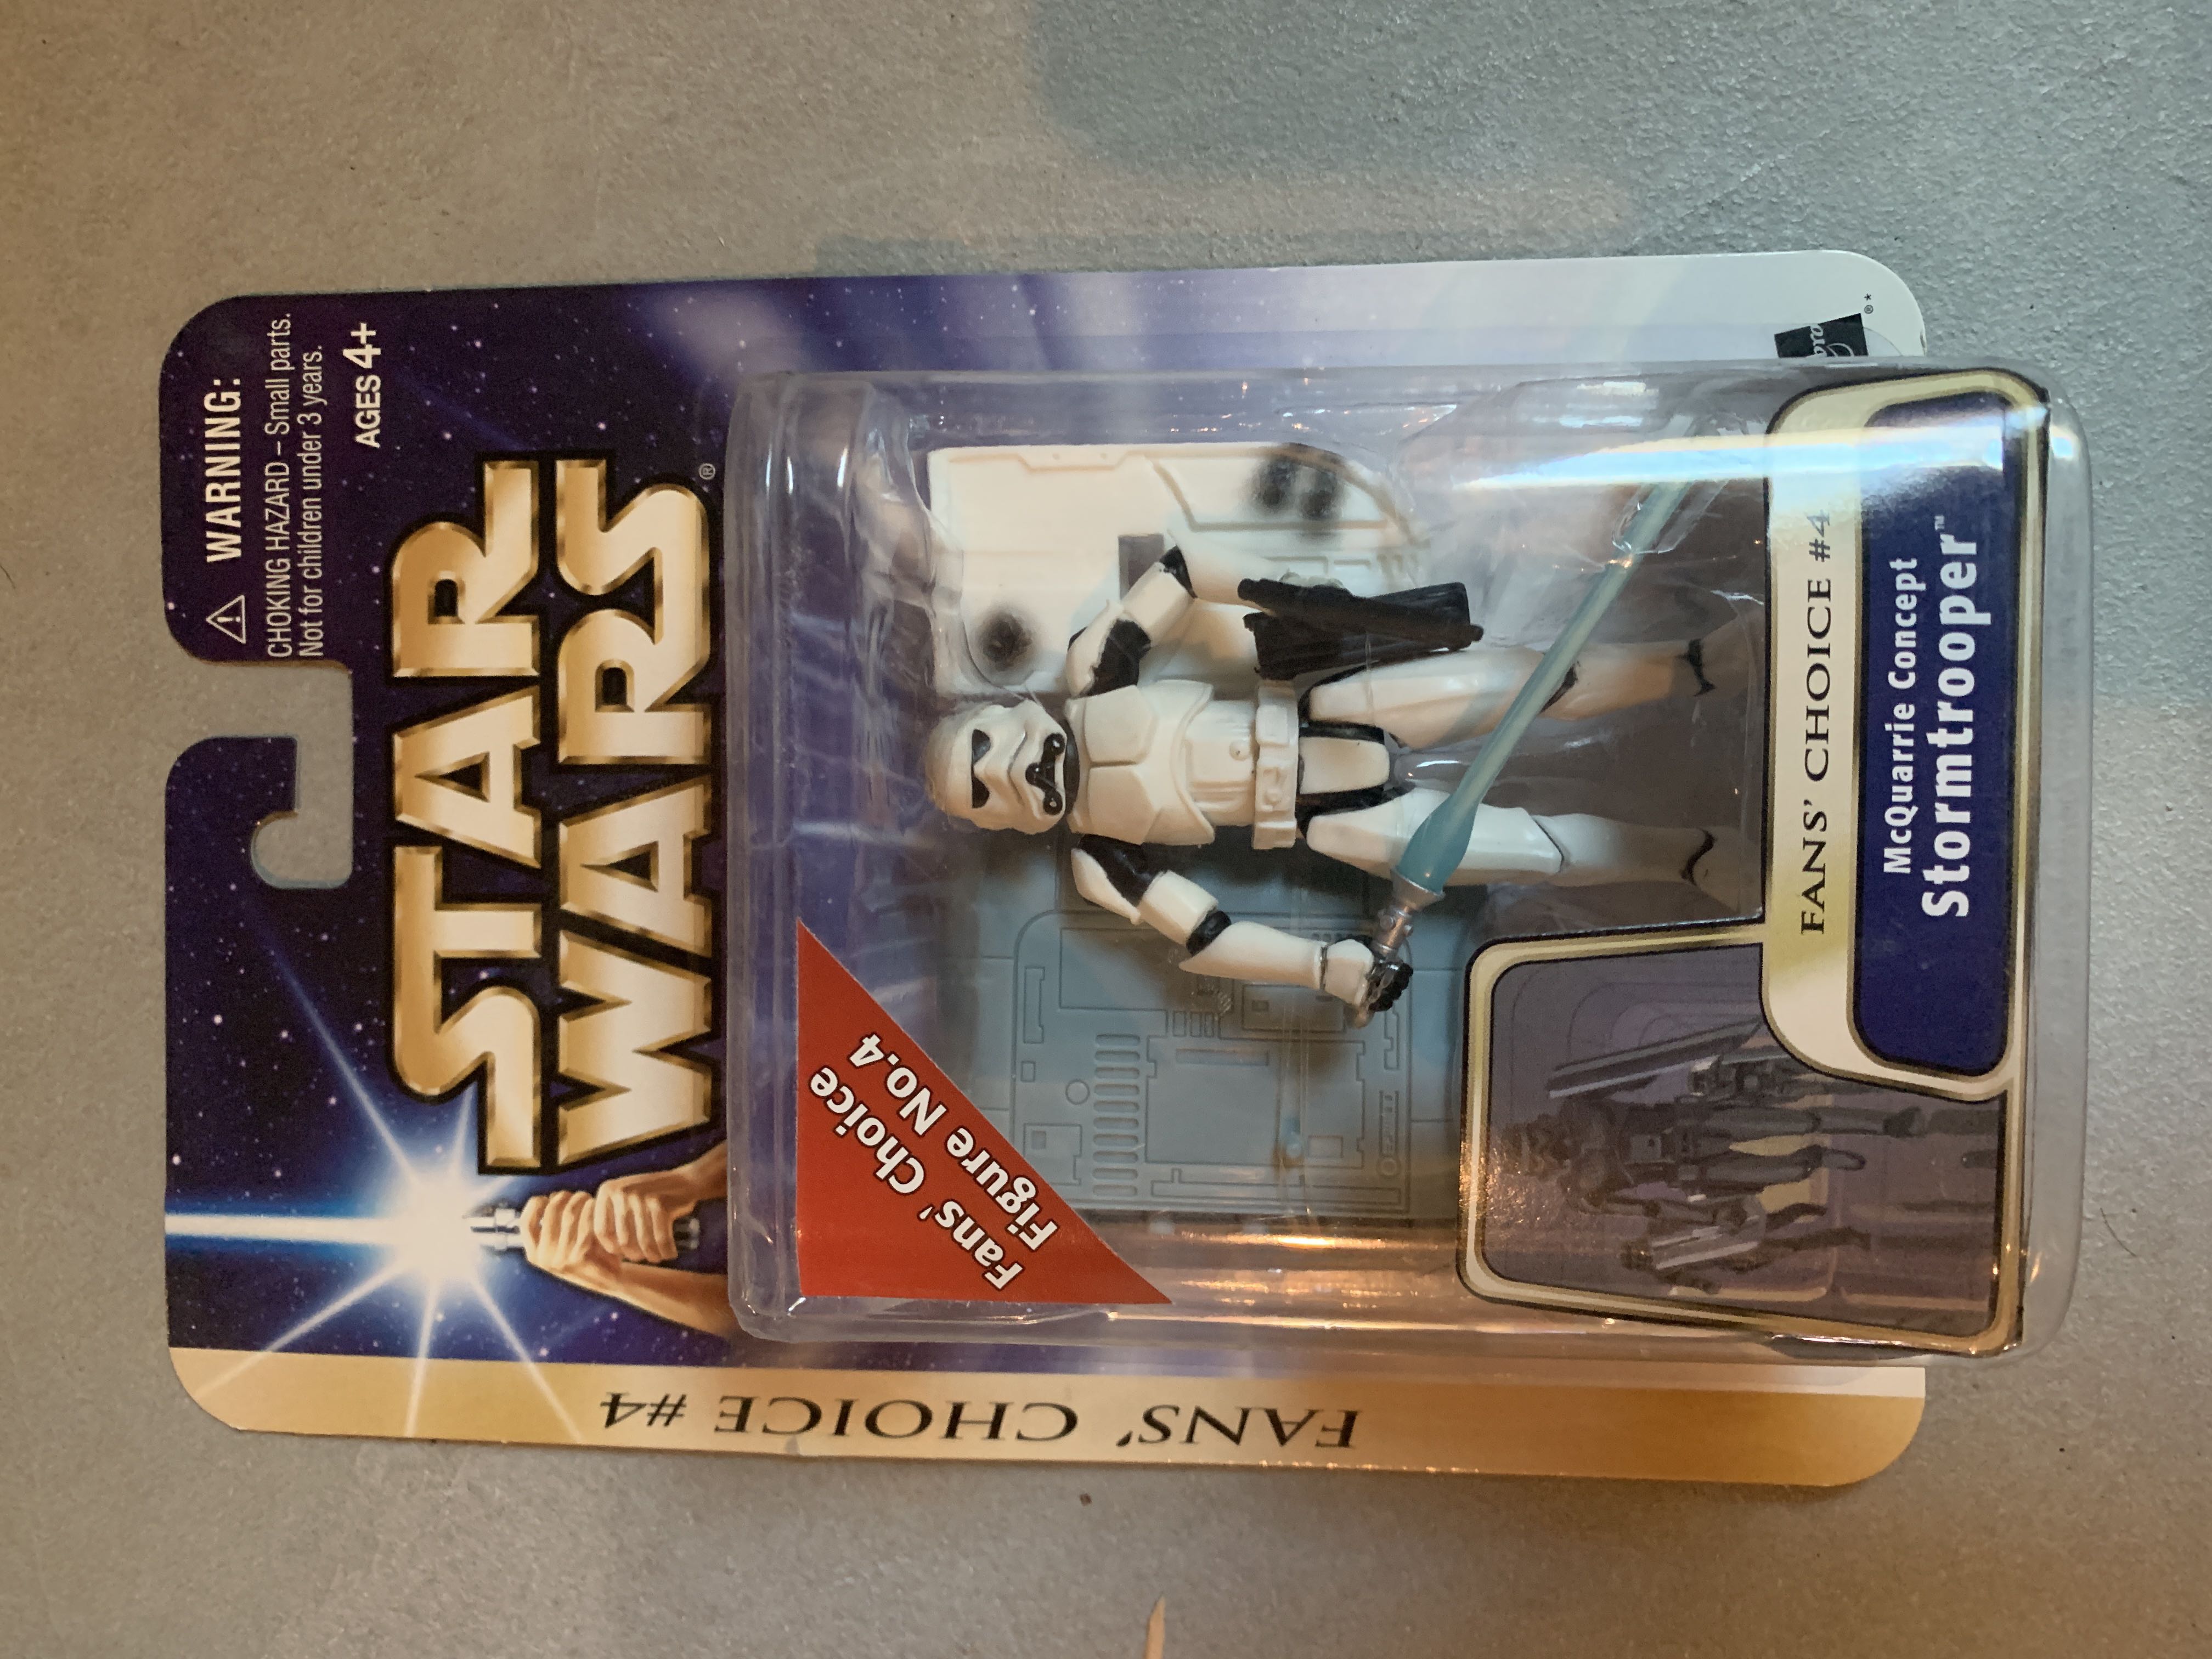 ⚠ WARNING:
CHOKING HAZARD – Small parts.
Not for children under 3 years.
AGES 4+
STAR
WARS®
FANS' CHOICE #4
Fans' Choice
Figure No.4
FANS' CHOICE #4
McQuarrie Concept
Stormtrooper™
®*